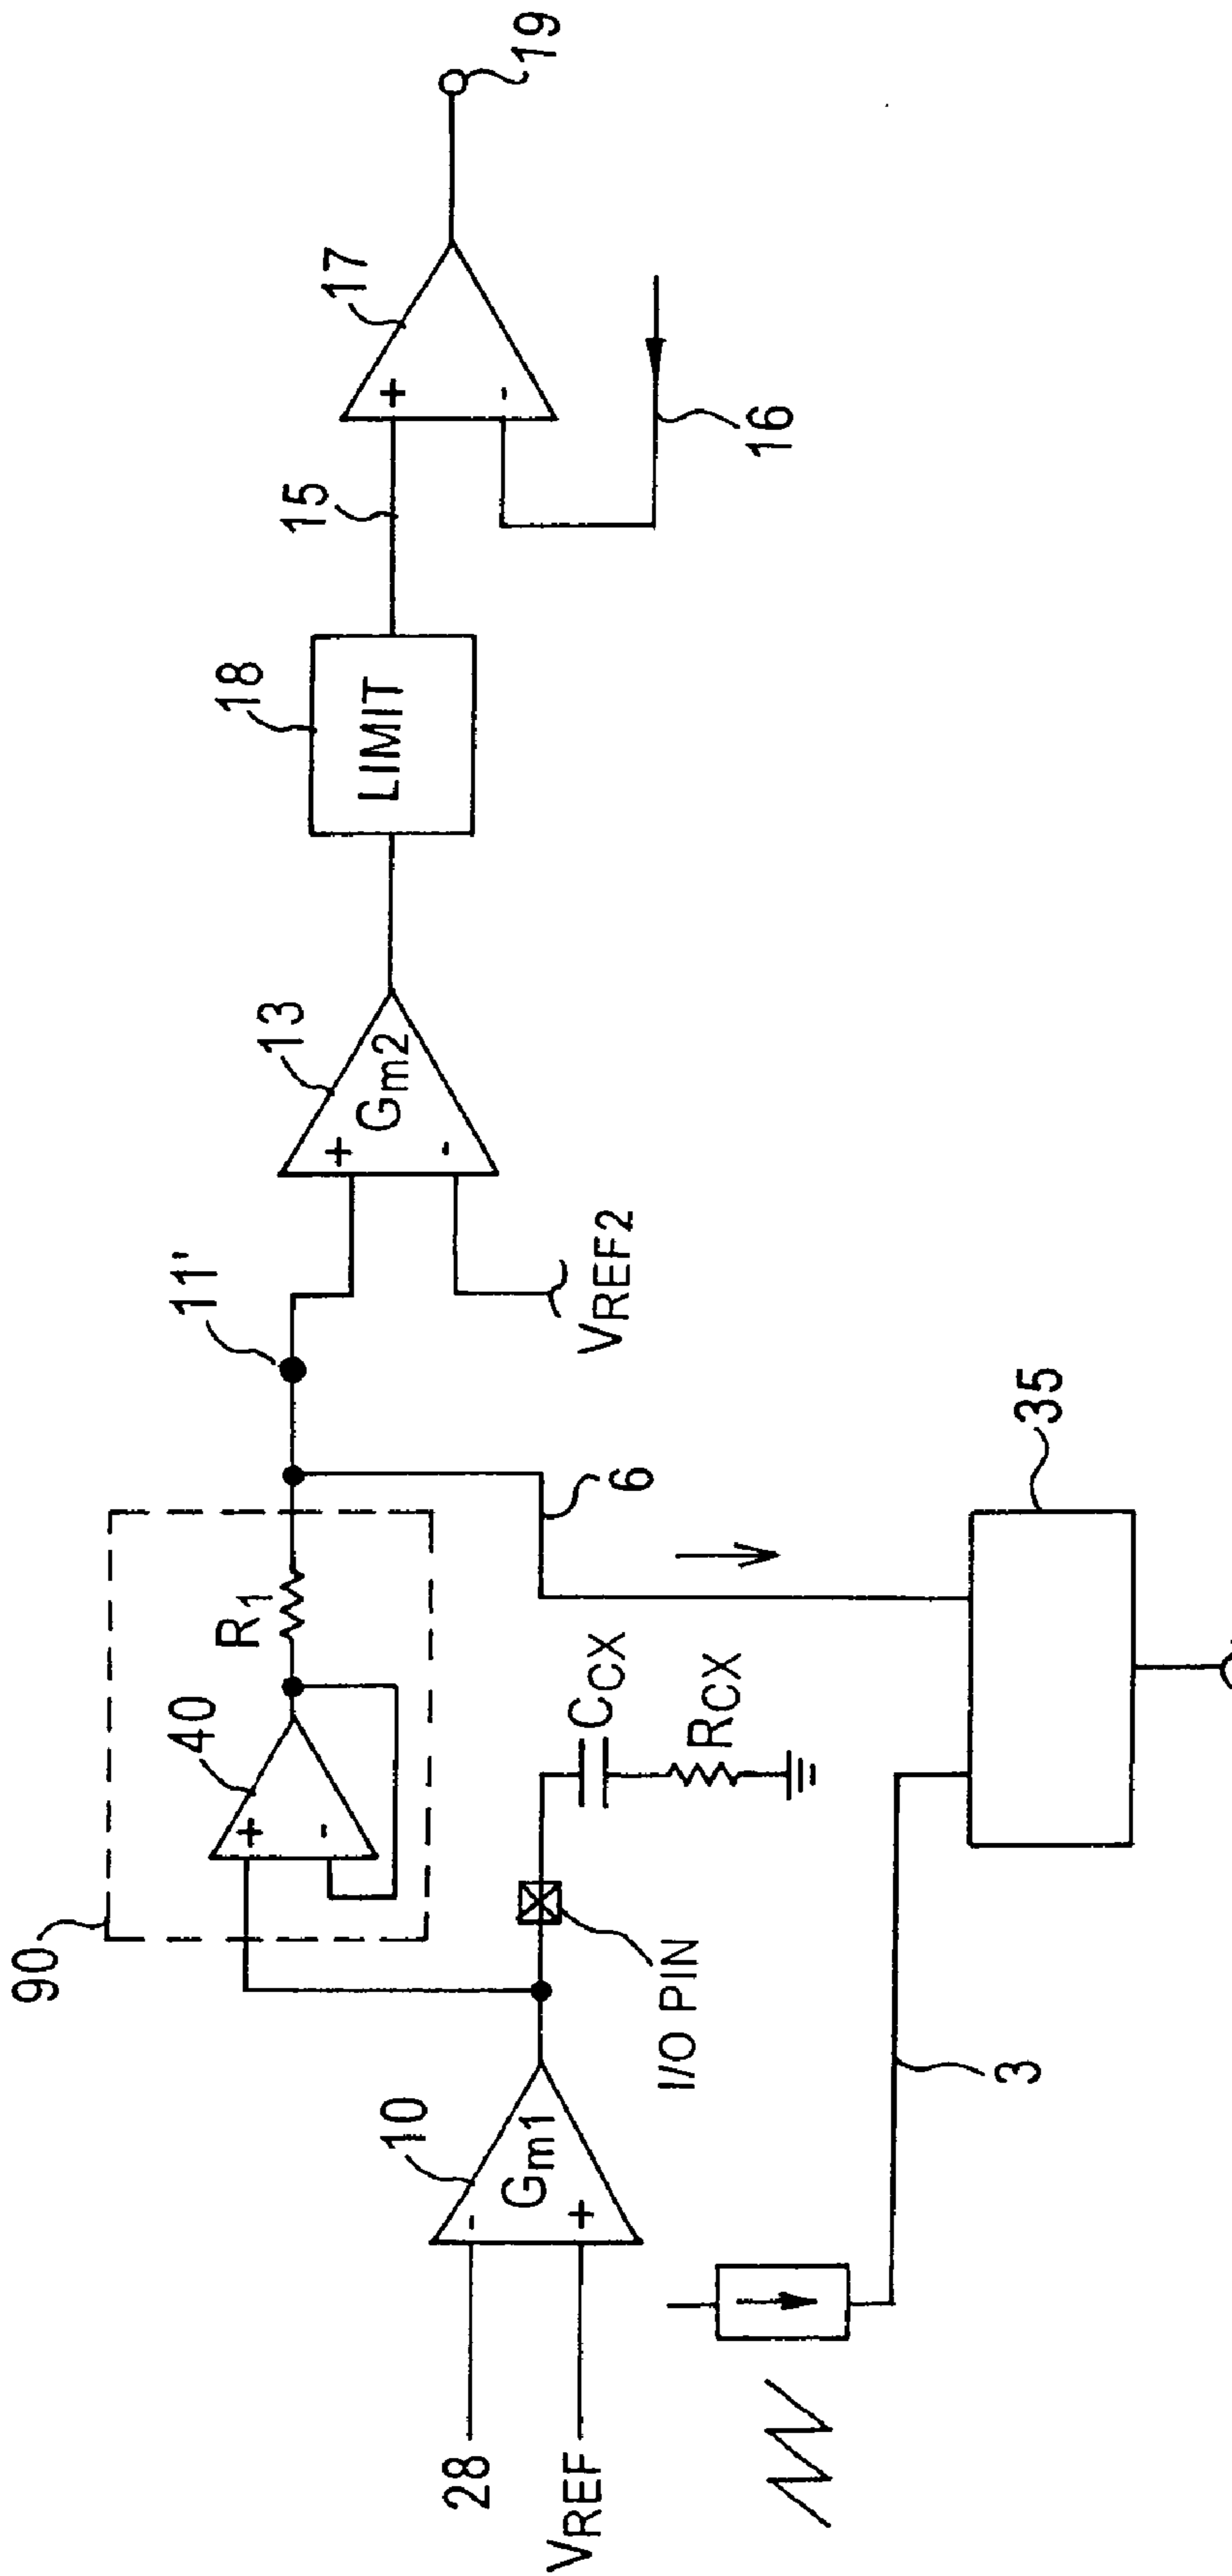 90
40
+
-
R1
11'
13
+
-
Gm2
VREF2
18
LIMIT
15
17
+
-
16
19
28
VREF
10
-
+
Gm1
I/O PIN
CCX
RCX
6
3
35